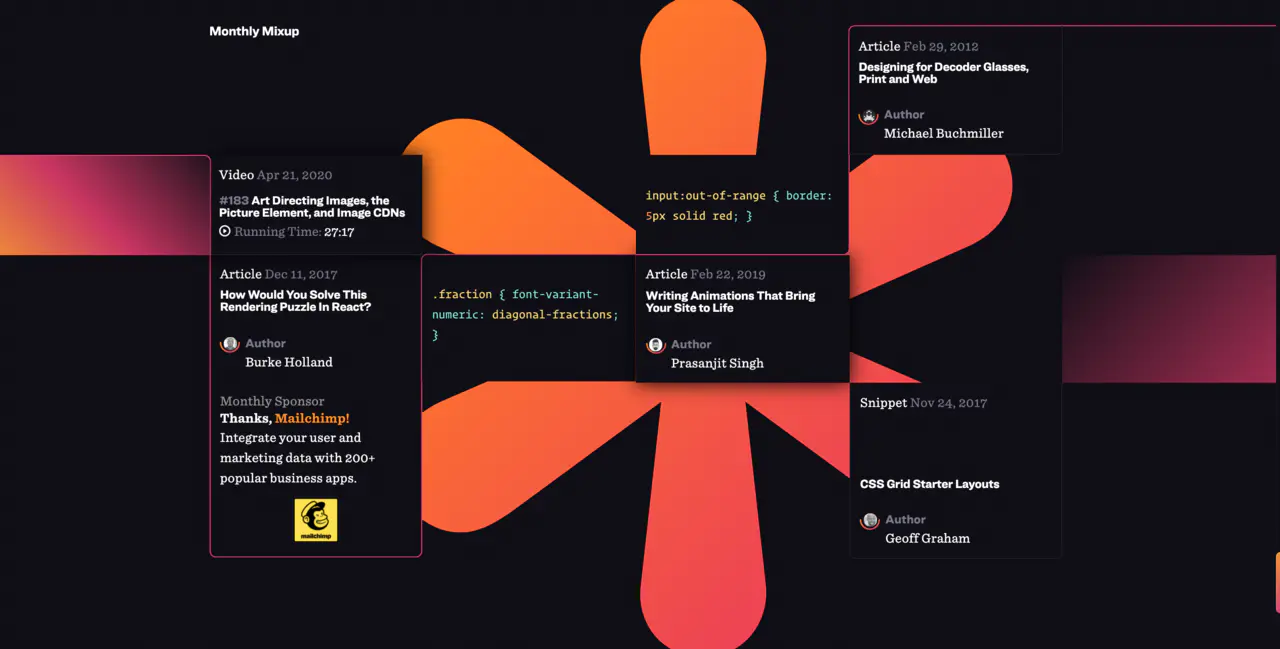 Monthly Mixup
Article Feb 29, 2012
Designing for Decoder Glasses,
Print and Web
Author
Michael Buchmiller
Video Apr 21, 2020
#183 Art Directing Images, the
Picture Element, and Image CDNs
Running Time: 27:17
input:out-of-range { border:
5px solid red; }
Article Dec 11, 2017
How Would You Solve This
Rendering Puzzle In React?
Author
Burke Holland
.fraction { font-variant-
numeric: diagonal-fractions;
}
Article Feb 22, 2019
Writing Animations That Bring
Your Site to Life
Author
Prasanjit Singh
Monthly Sponsor
Thanks, Mailchimp!
Integrate your user and
marketing data with 200+
popular business apps.
mailchimp
Snippet Nov 24, 2017
CSS Grid Starter Layouts
Author
Geoff Graham